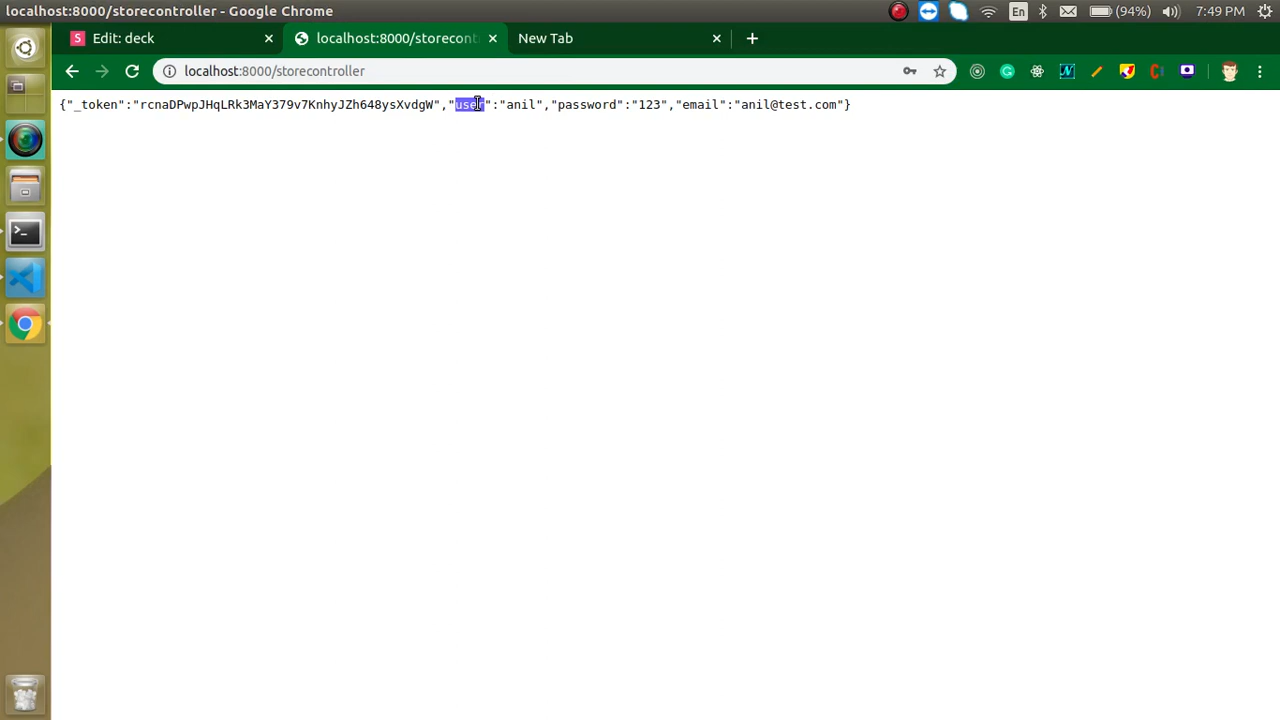 localhost:8000/storecontroller - Google Chrome
En
(94%)
7:49 PM
Edit: deck
localhost:8000/storecont
New Tab
localhost:8000/storecontroller
{"_token":"rcnaDPwpJHqLRk3MaY379v7KnhyJZh648ysXvdgW","user":"anil","password":"123","email":"anil@test.com"}